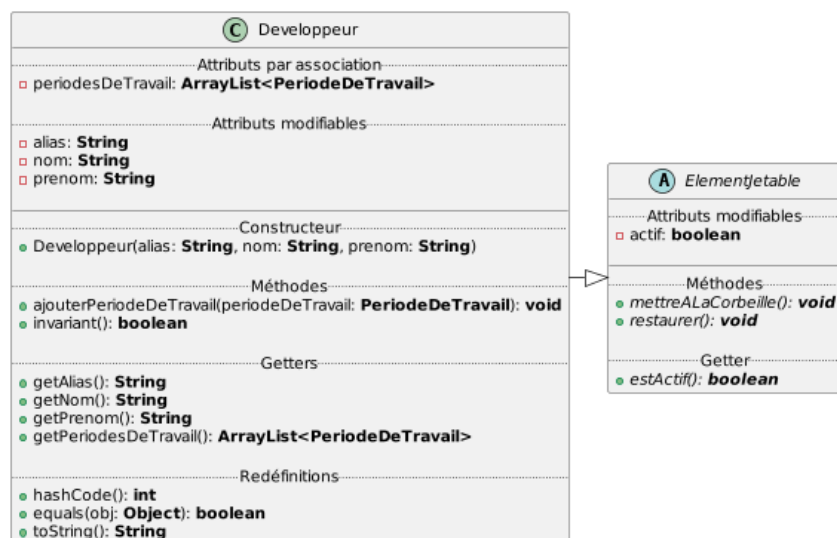 C Developpeur
Attributs par association
periodesDeTravail: ArrayList<PeriodeDeTravail>
Attributs modifiables
alias: String
nom: String
prenom: String
Constructeur
Developpeur(alias: String, nom: String, prenom: String)
Méthodes
ajouterPeriodeDeTravail(periodeDeTravail: PeriodeDeTravail): void
invariant(): boolean
Getters
getAlias(): String
getNom(): String
getPrenom(): String
getPeriodesDeTravail(): ArrayList<PeriodeDeTravail>
Redéfinitions
hashCode(): int
equals(obj: Object): boolean
toString(): String
A ElementJetable
Attributs modifiables
actif: boolean
Méthodes
mettreALaCorbeille(): void
restaurer(): void
Getter
estActif(): boolean